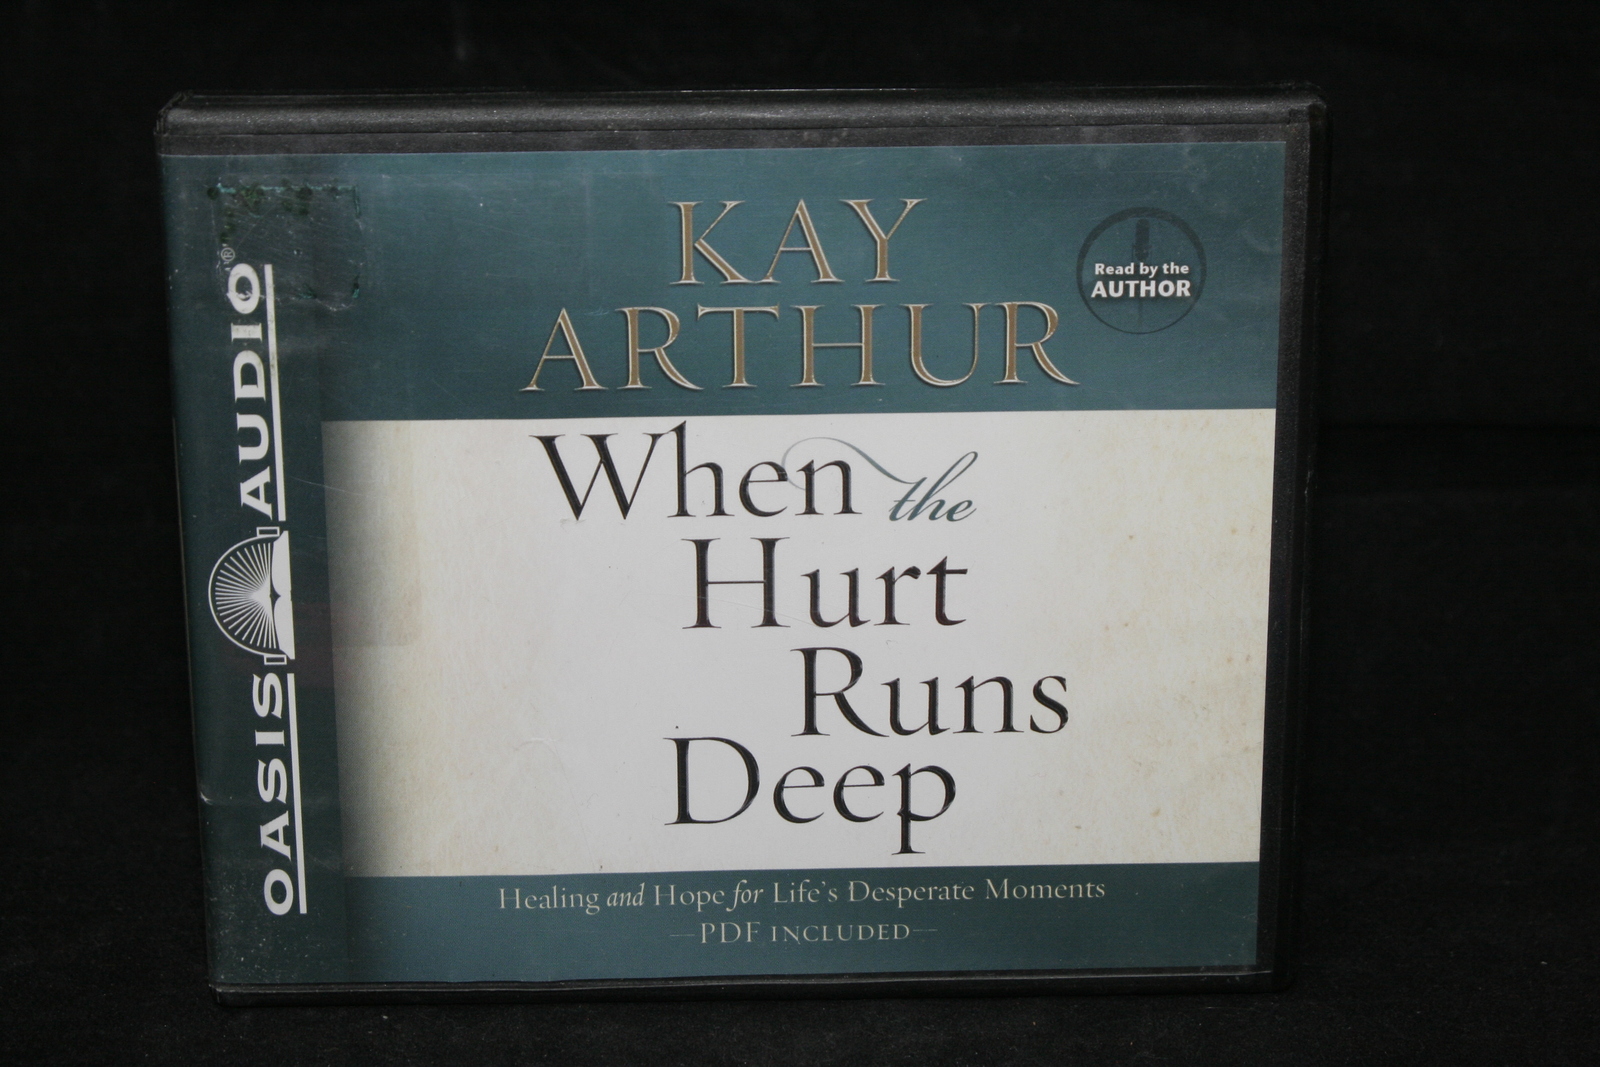 KAY
ARTHUR
Read by the
AUTHOR
When the
Hurt
Runs
Deep
Healing and Hope for Life's Desperate Moments
—PDF INCLUDED—
OASIS AUDIO®